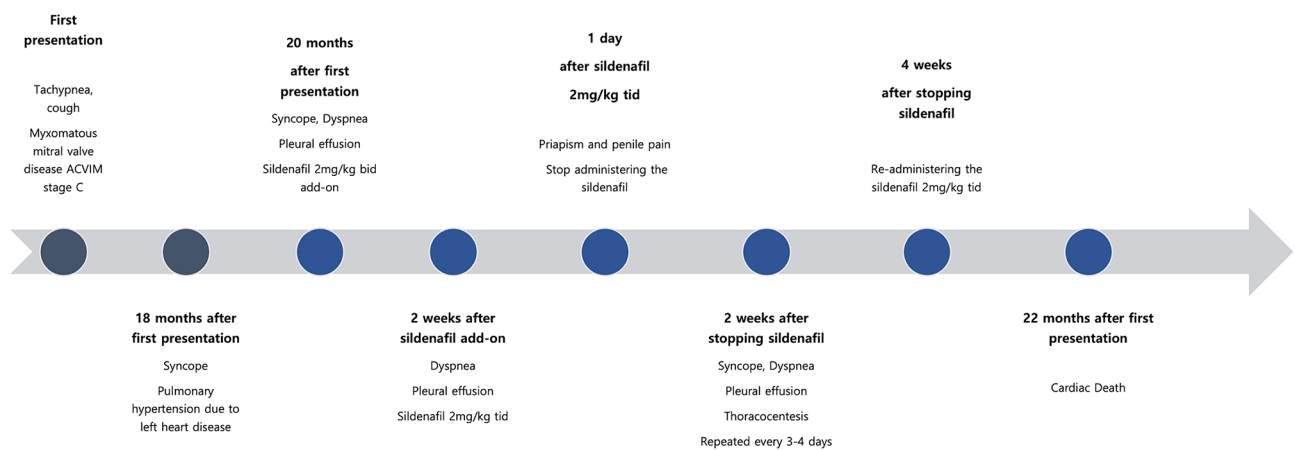 First
presentation
Tachypnea,
cough
Myxomatous
mitral valve
disease ACVIM
stage C
18 months after
first presentation
Syncope
Pulmonary
hypertension due to
left heart disease
20 months
after first
presentation
Syncope, Dyspnea
Pleural effusion
Sildenafil 2mg/kg bid
add-on
2 weeks after
sildenafil add-on
Dyspnea
Pleural effusion
Sildenafil 2mg/kg tid
1 day
after sildenafil
2mg/kg tid
Priapism and penile pain
Stop administering the
sildenafil
2 weeks after
stopping sildenafil
Syncope, Dyspnea
Pleural effusion
Thoracocentesis
Repeated every 3-4 days
4 weeks
after stopping
sildenafil
Re-administering the
sildenafil 2mg/kg tid
22 months after first
presentation
Cardiac Death